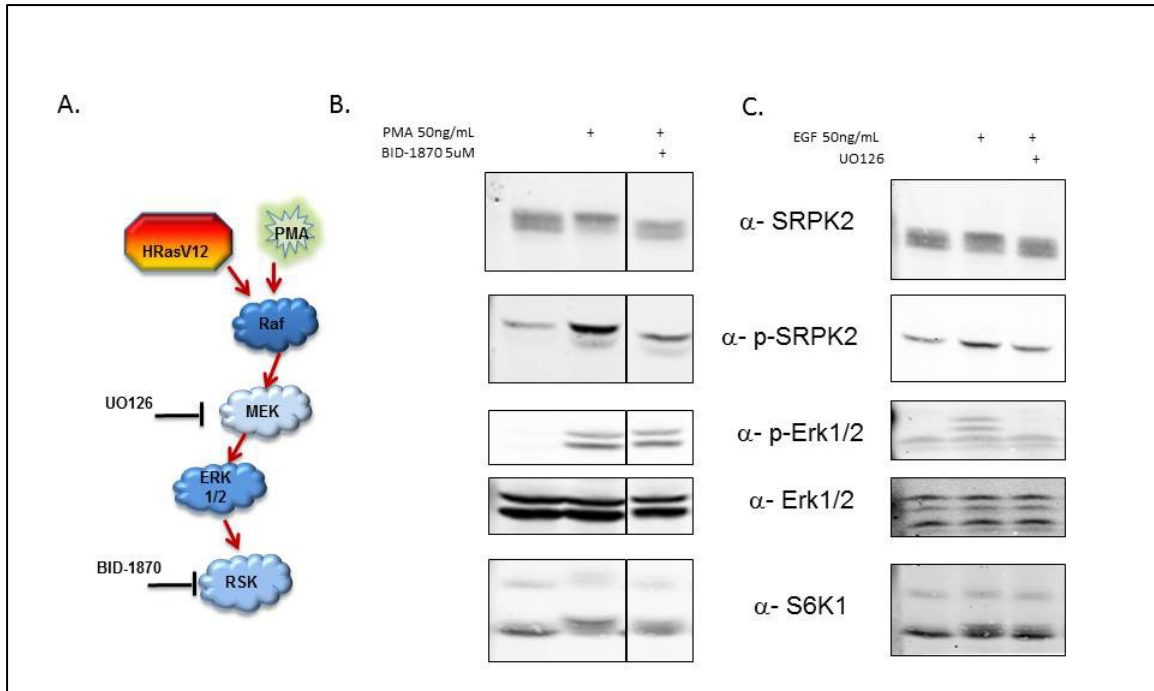 A.
HRasV12
PMA
Raf
UO126
MEK
ERK
1/2
BID-1870
RSK
B.
PMA 50ng/mL + +
BID-1870 5uM +
C.
EGF 50ng/mL + +
UO126 +
α- SRPK2
α- p-SRPK2
α- p-Erk1/2
α- Erk1/2
α- S6K1